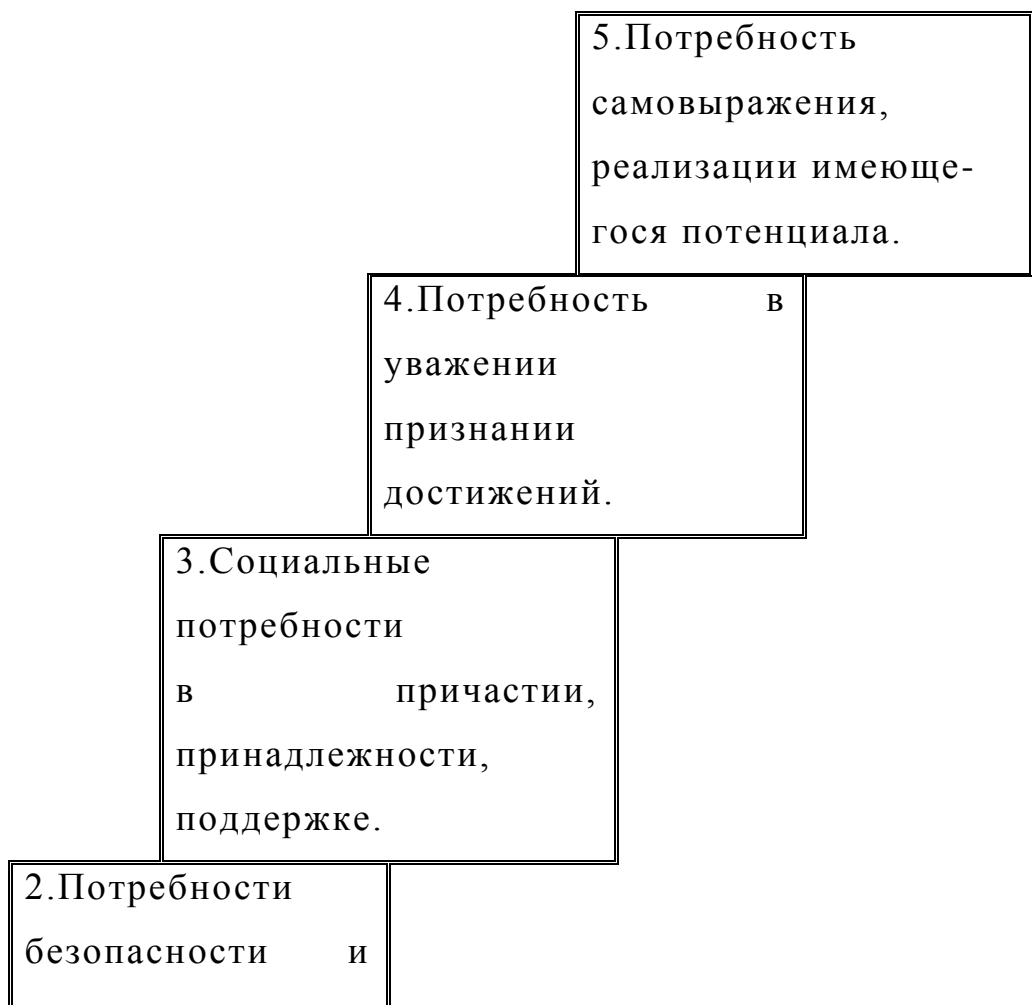 5.Потребность
самовыражения,
реализации имеюще-
гося потенциала.
4.Потребность в
уважении
признании
достижений.
3.Социальные
потребности
в причастии,
принадлежности,
поддержке.
2.Потребности
безопасности и